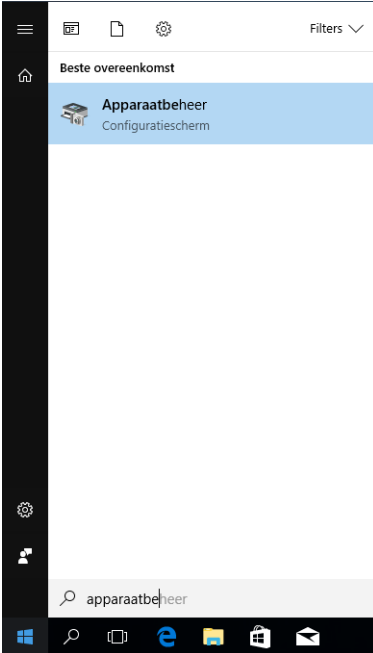 Filters
Beste overeenkomst
Apparaatbeheer
Configuratiescherm
apparaatbeheer